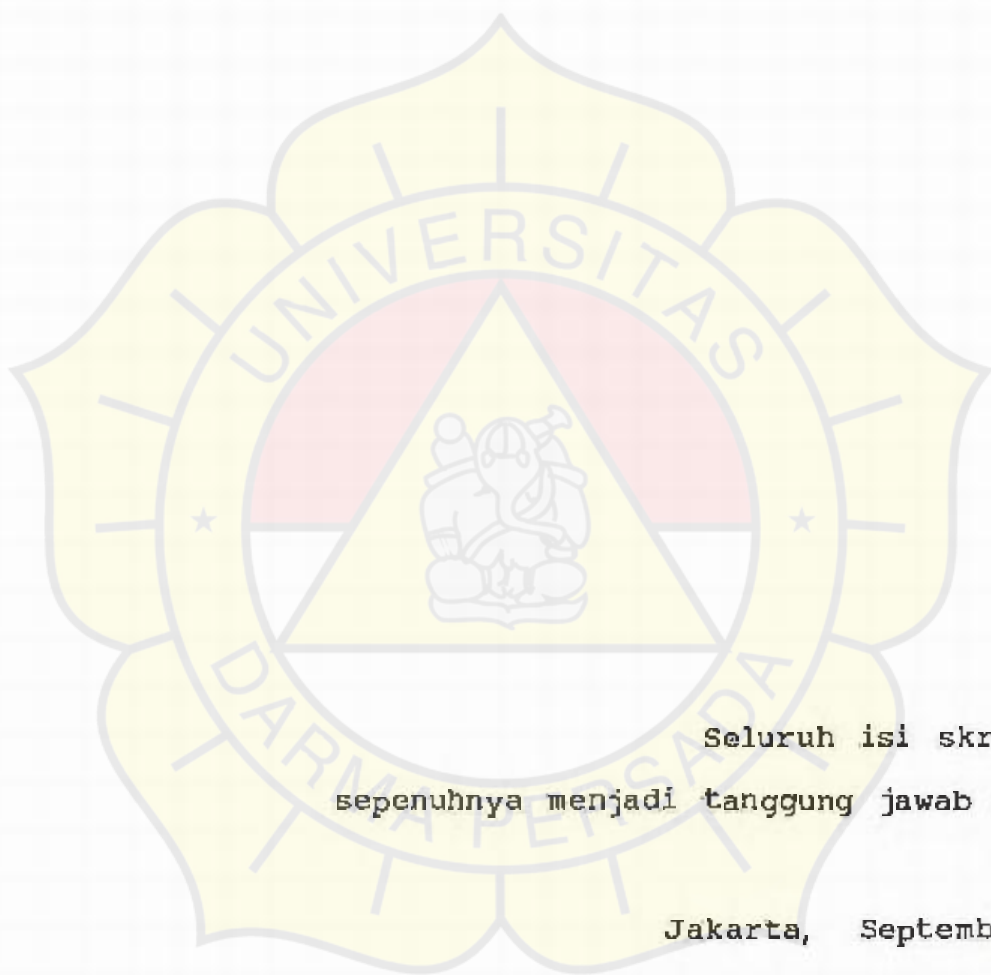 UNIVERSITAS
DARMA PERSADA
Seluruh isi
sepenuhnya menjadi tanggung jawab
Jakarta,